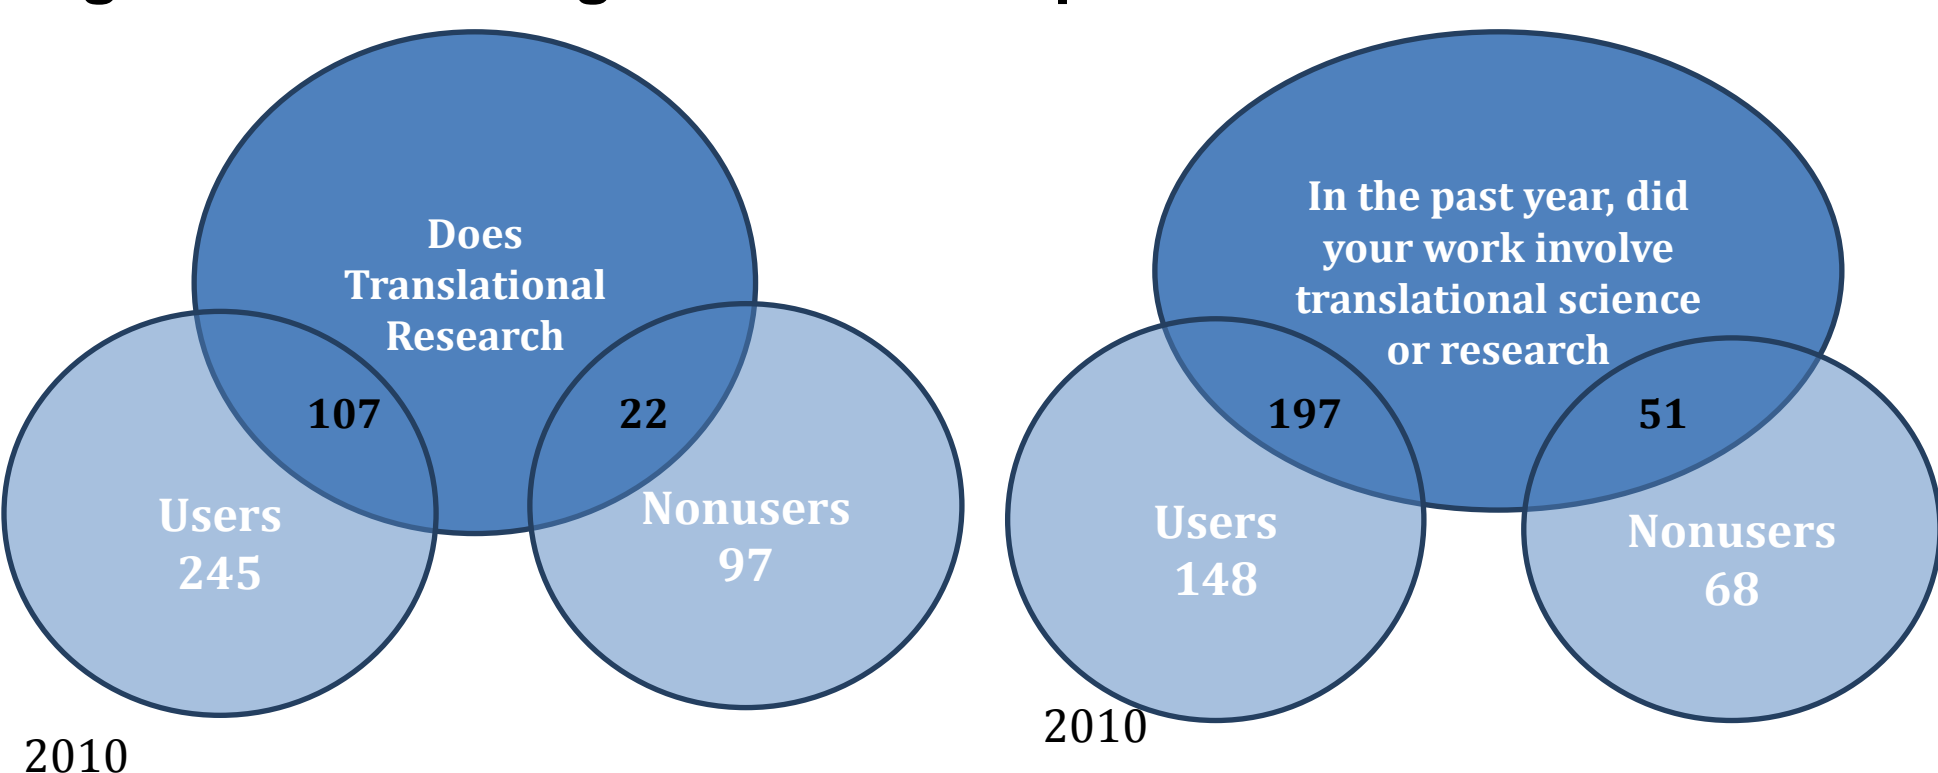 Does
Translational
Research
107
22
Users
245
Nonusers
97
2010
In the past year, did
your work involve
translational science
or research
197
51
Users
148
Nonusers
68
2010